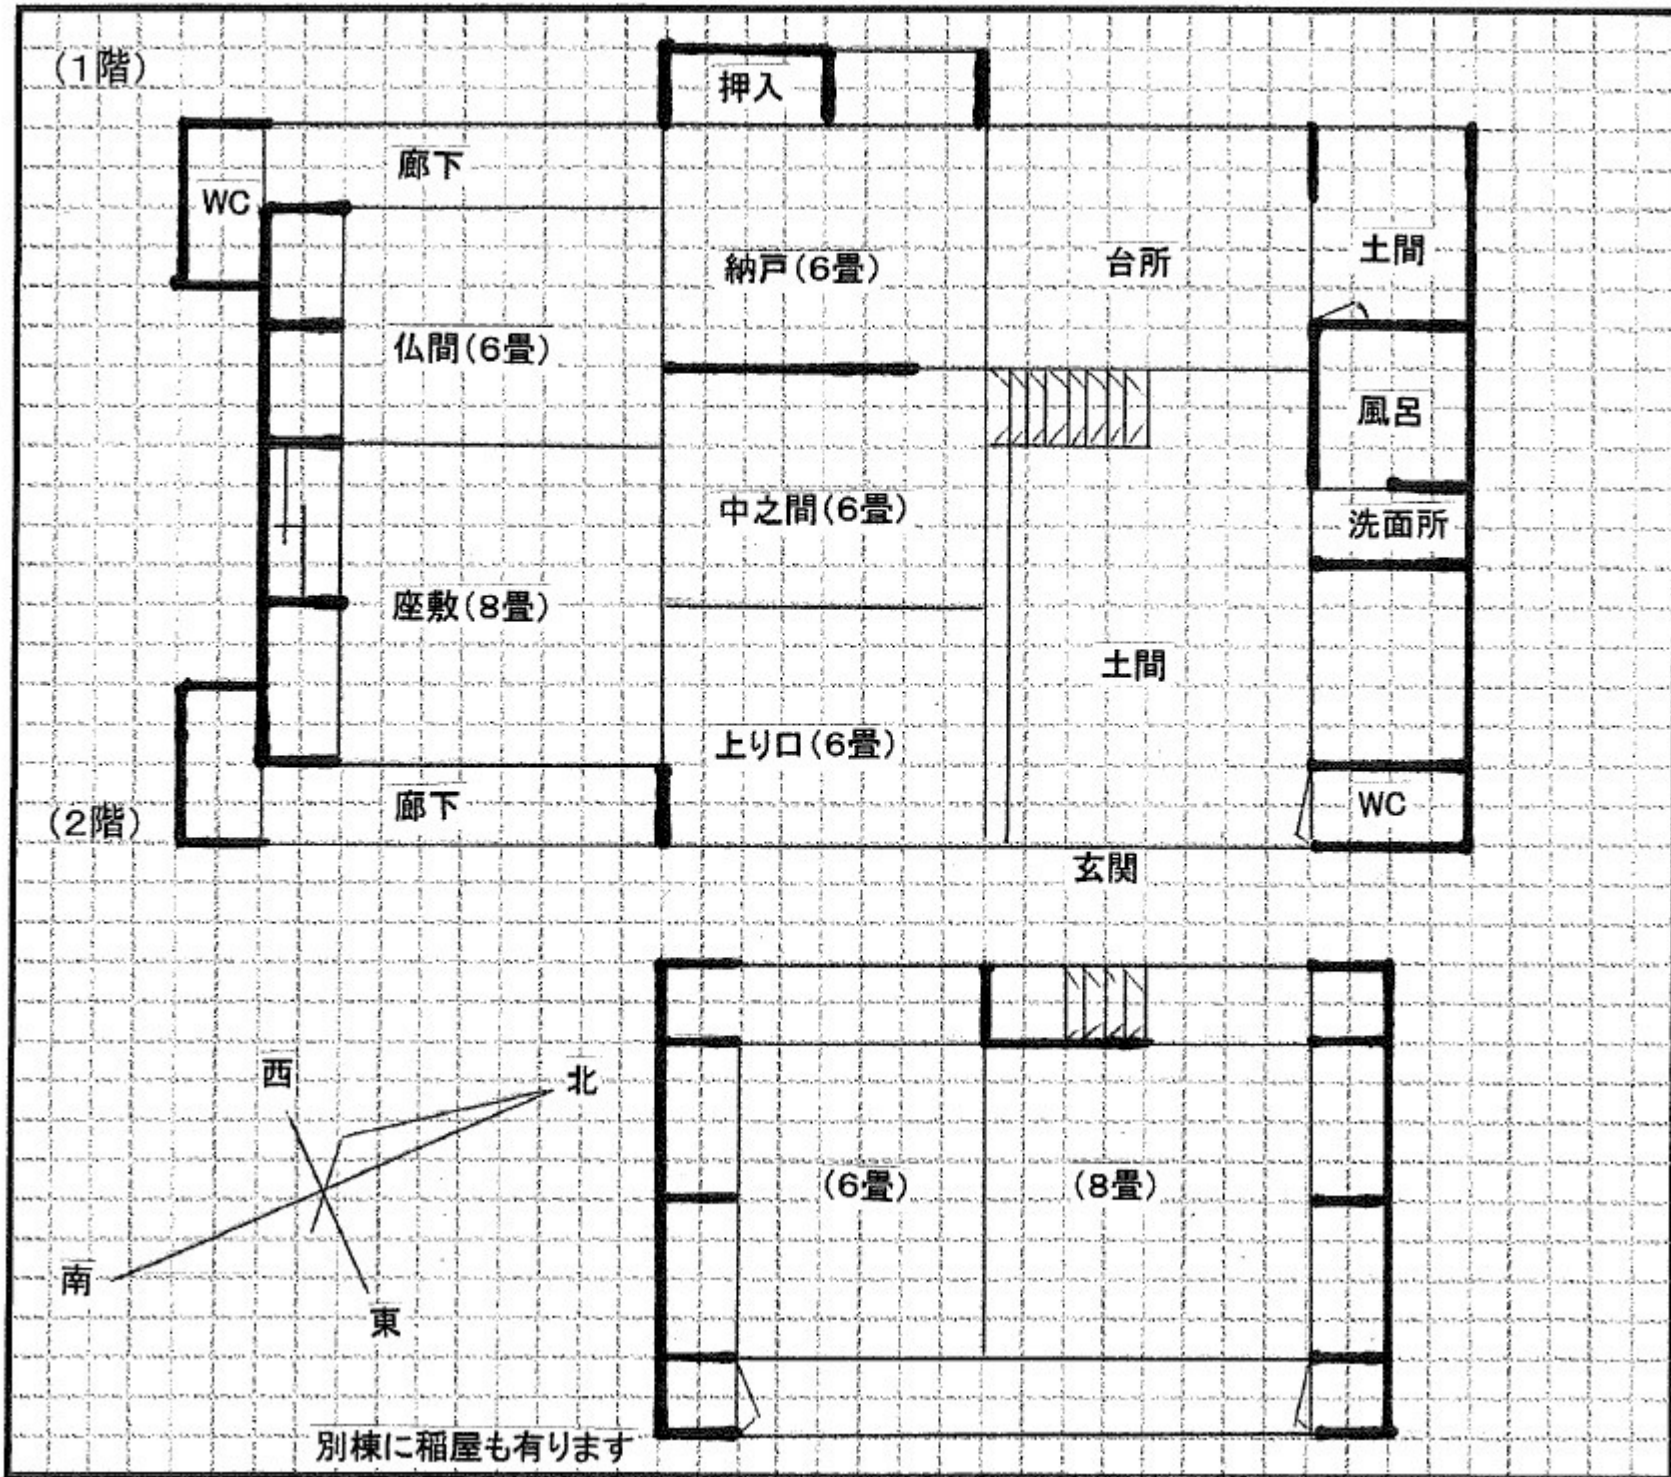 (1階)
押入
廊下
WC
納戸(6畳)
台所
土間
仏間(6畳)
風呂
中之間(6畳)
洗面所
座敷(8畳)
土間
上り口(6畳)
廊下
WC
(2階)
玄関
西
北
南
東
(6畳)
(8畳)
別棟に稲屋も有ります